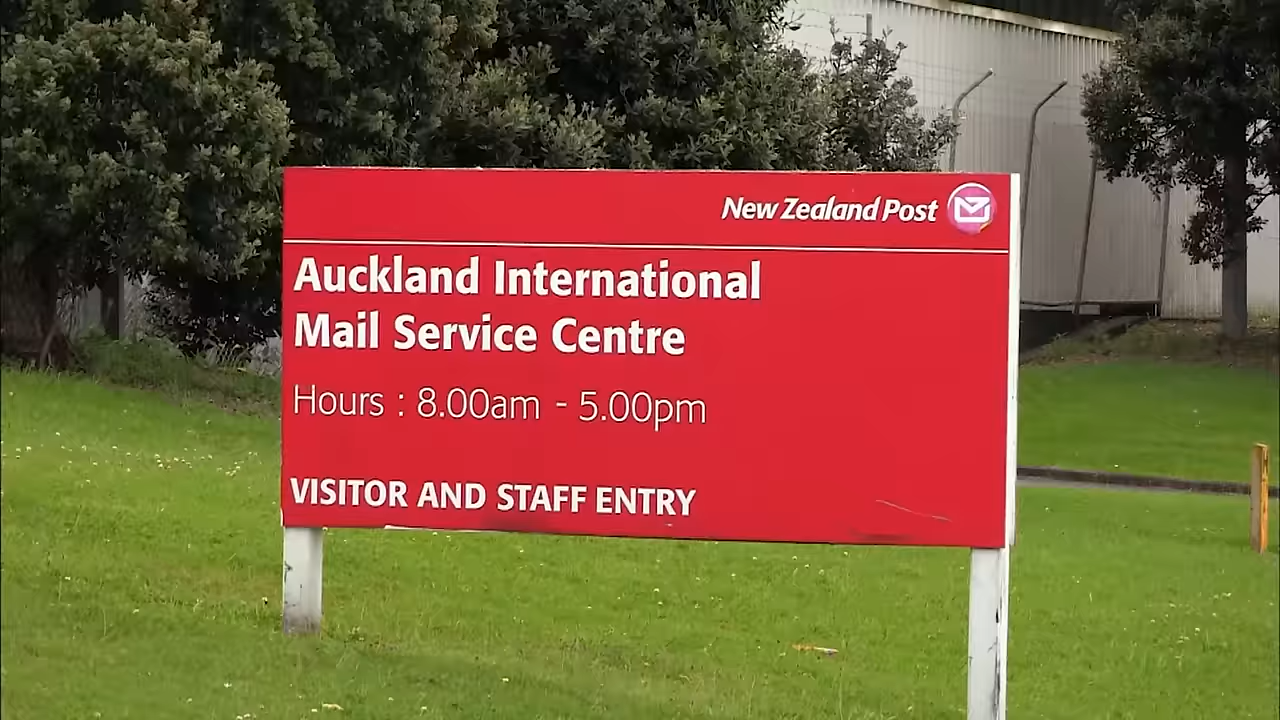 New Zealand Post
Auckland International
Mail Service Centre
Hours : 8.00am - 5.00pm
VISITOR AND STAFF ENTRY